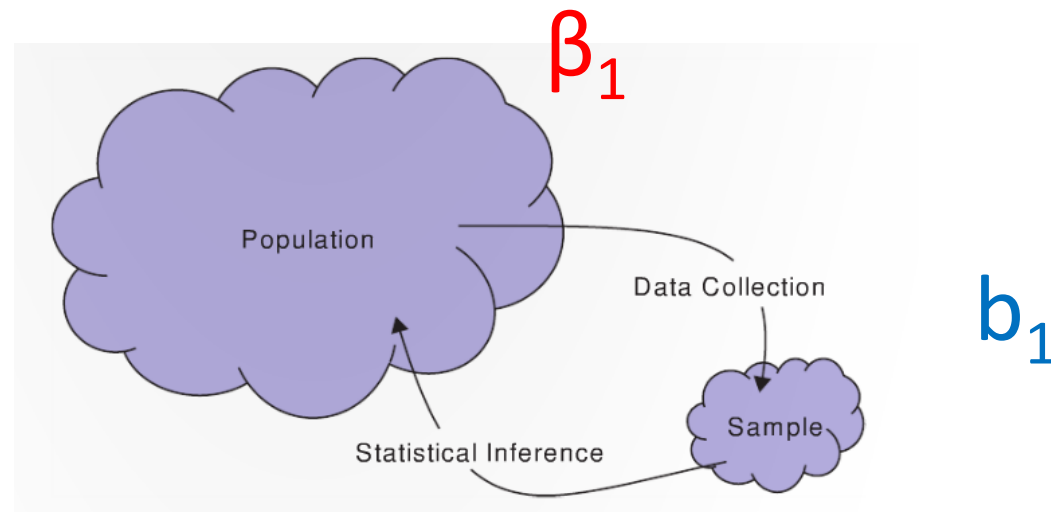 β₁
Population
Data Collection
b₁
Sample
Statistical Inference